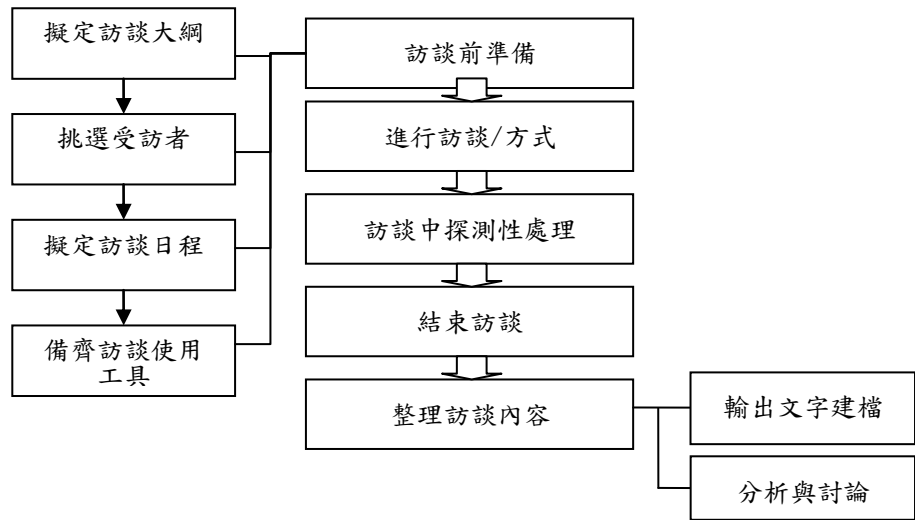 擬定訪談大綱
挑選受訪者
擬定訪談日程
備齊訪談使用
工具
訪談前準備
進行訪談/方式
訪談中探測性處理
結束訪談
整理訪談內容
輸出文字建檔
分析與討論